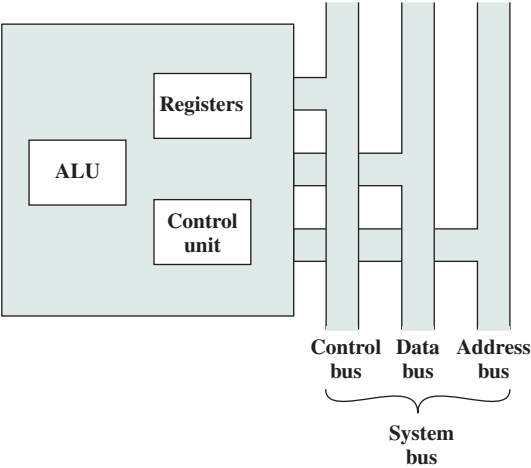 Registers
ALU
Control
unit
Control
bus
Data
bus
Address
bus
System
bus